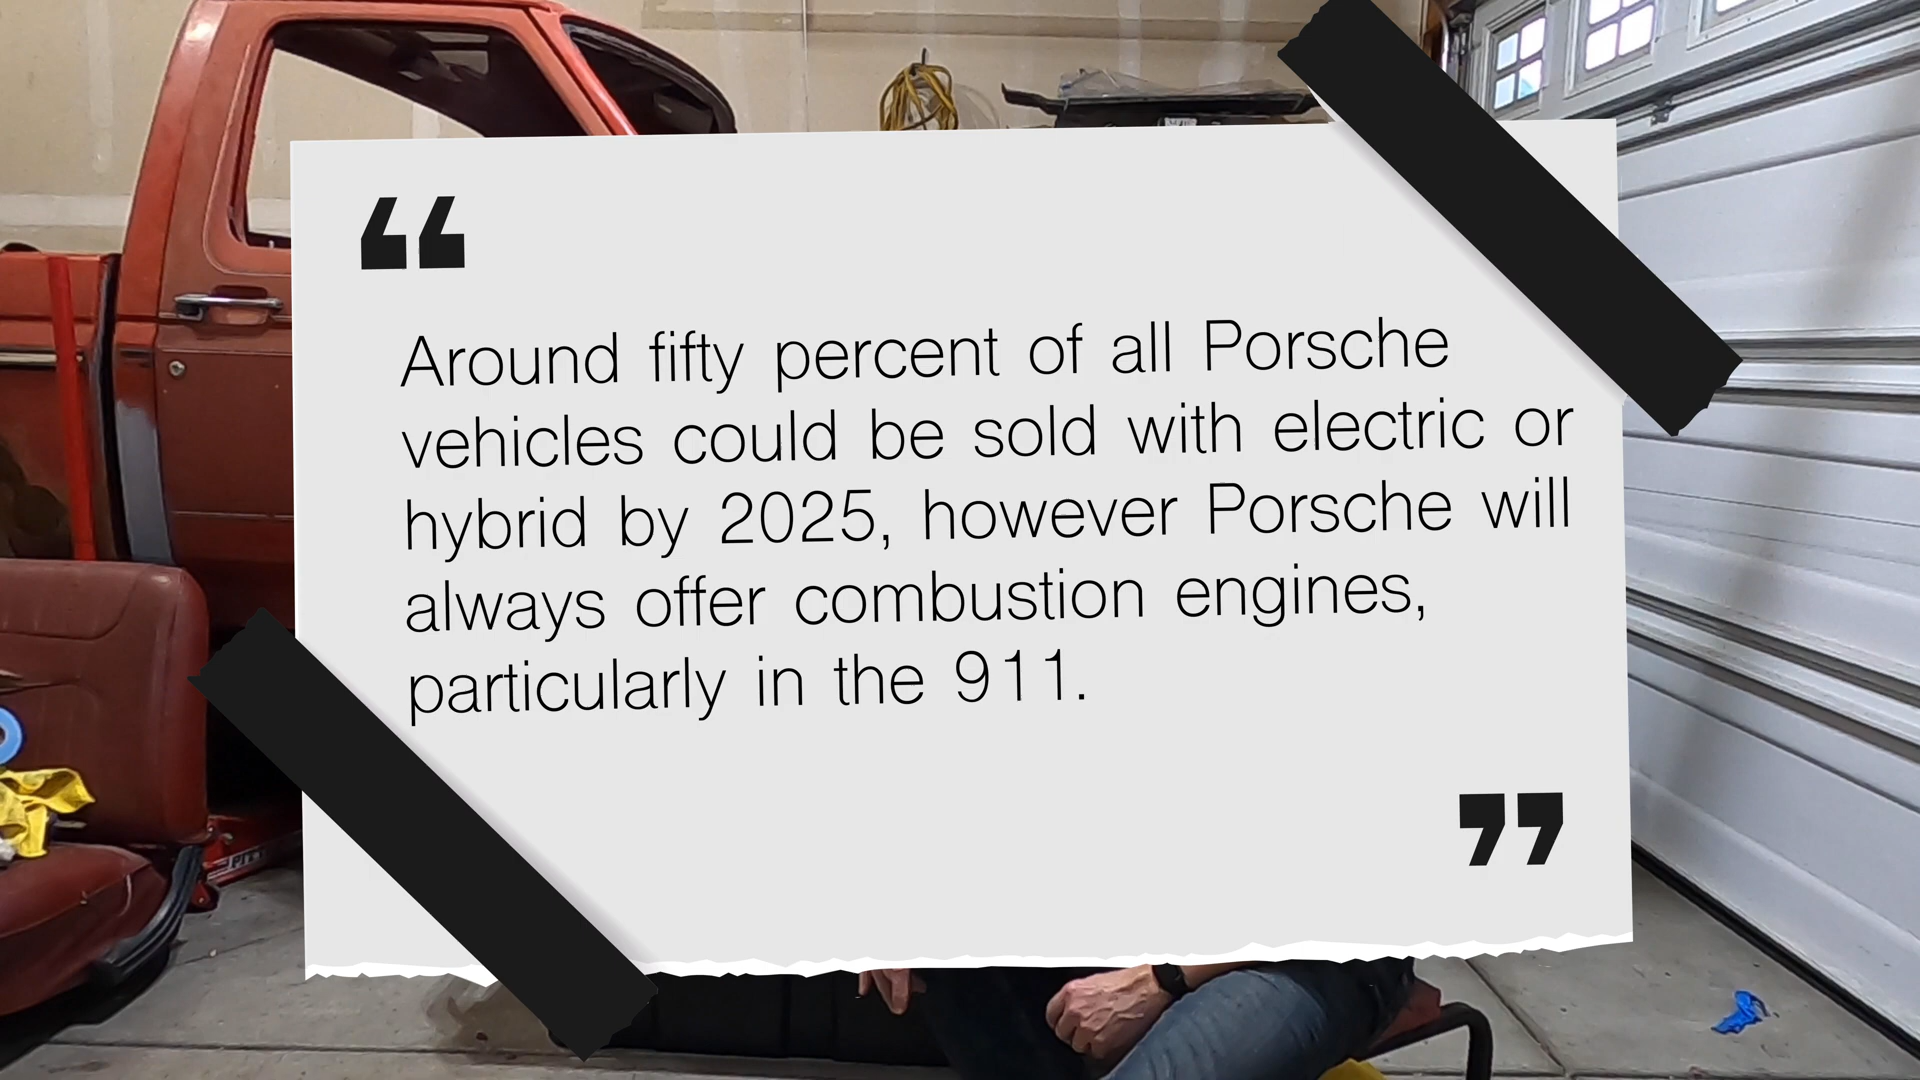 “
Around fifty percent of all Porsche
vehicles could be sold with electric or
hybrid by 2025, however Porsche will
always offer combustion engines,
particularly in the 911.
”